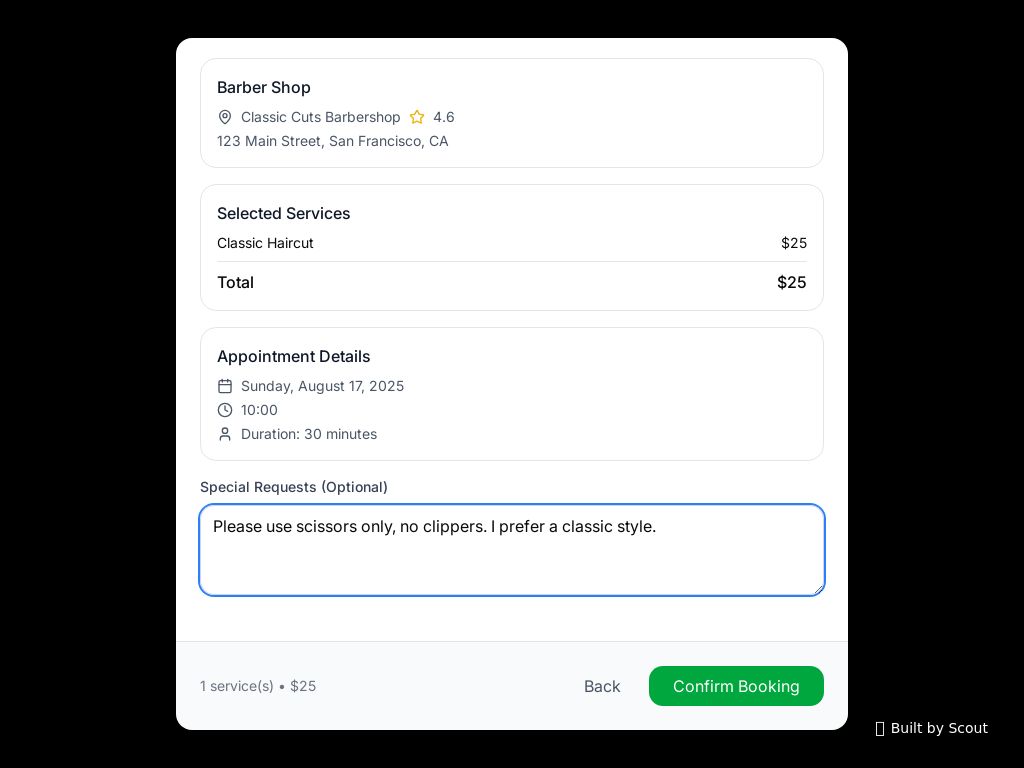 Barber Shop
Classic Cuts Barbershop 4.6
123 Main Street, San Francisco, CA
Selected Services
Classic Haircut $25
Total $25
Appointment Details
Sunday, August 17, 2025
10:00
Duration: 30 minutes
Special Requests (Optional)
Please use scissors only, no clippers. I prefer a classic style.
1 service(s) • $25 Back Confirm Booking
Built by Scout